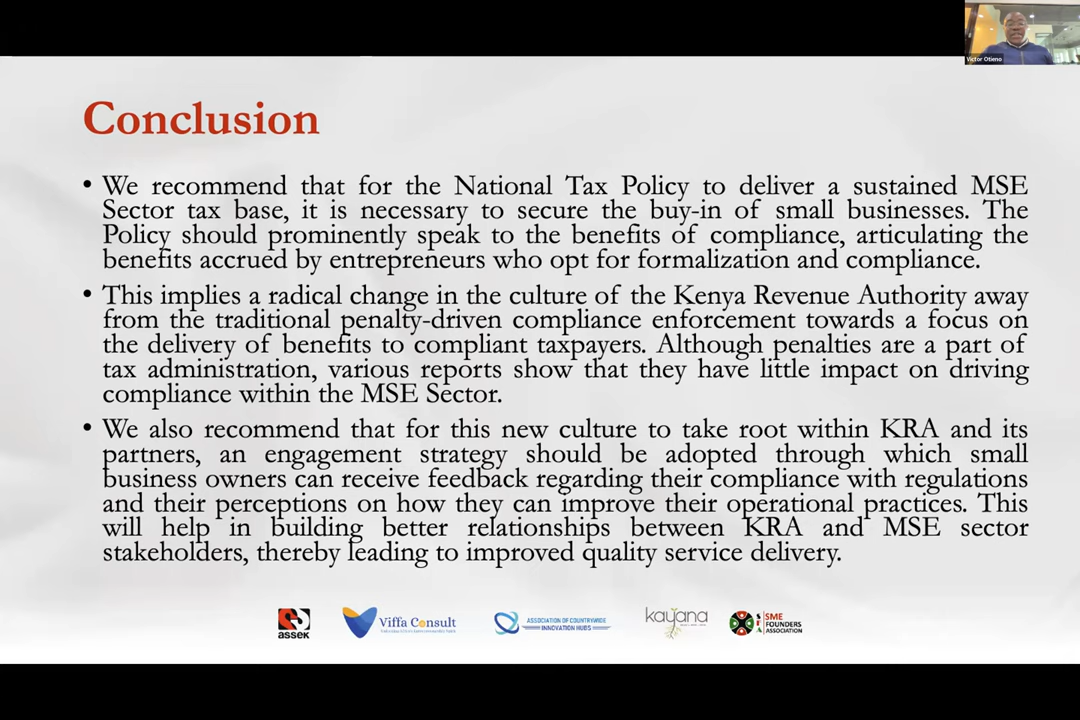 Victor Otieno
Conclusion
• We recommend that for the National Tax Policy to deliver a sustained MSE
Sector tax base, it is necessary to secure the buy-in of small businesses. The
Policy should prominently speak to the benefits of compliance, articulating the
benefits accrued by entrepreneurs who opt for formalization and compliance.
• This implies a radical change in the culture of the Kenya Revenue Authority away
from the traditional penalty-driven compliance enforcement towards a focus on
the delivery of benefits to compliant taxpayers. Although penalties are a part of
tax administration, various reports show that they have little impact on driving
compliance within the MSE Sector.
• We also recommend that for this new culture to take root within KRA and its
partners, an engagement strategy should be adopted through which small
business owners can receive feedback regarding their compliance with regulations
and their perceptions on how they can improve their operational practices. This
will help in building better relationships between KRA and MSE sector
stakeholders, thereby leading to improved quality service delivery.
assek
Viffa Consult
ASSOCIATION OF COUNTRYWIDE
INNOVATION HUBS
kayana
SME
FOUNDERS
ASSOCIATION